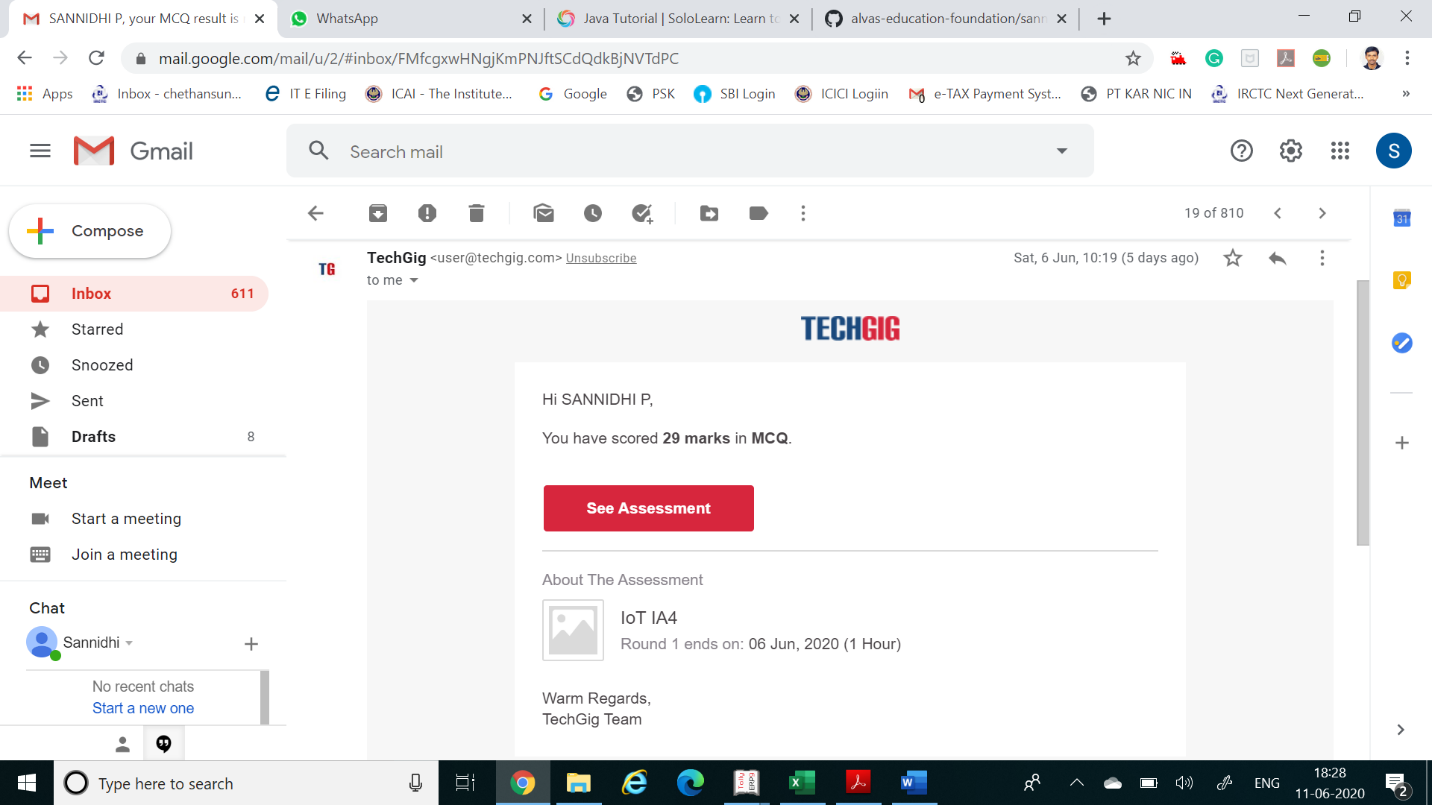 SANNIDHI P, your MCQ result is
WhatsApp
Java Tutorial | SoloLearn: Learn to
alvas-education-foundation/sann
mail.google.com/mail/u/2/#inbox/FMfcgxwHNgjKmPNJftSCdQdkBjNVTdPC
Apps
Inbox - chethansun...
IT E Filing
ICAI - The Institute...
Google
PSK
SBI Login
ICICI Logiin
e-TAX Payment Syst...
PT KAR NIC IN
IRCTC Next Generat...
»
Gmail
Search mail
S
Compose
19 of 810
31
Inbox 611
Starred
Snoozed
Sent
Drafts 8
Meet
Start a meeting
Join a meeting
Chat
Sannidhi
No recent chats
Start a new one
TG
TechGig <user@techgig.com> Unsubscribe
Sat, 6 Jun, 10:19 (5 days ago)
to me
TECHGIG
Hi SANNIDHI P,
You have scored 29 marks in MCQ.
See Assessment
About The Assessment
IoT IA4
Round 1 ends on: 06 Jun, 2020 (1 Hour)
Warm Regards,
TechGig Team
Type here to search
ENG
18:28
11-06-2020
2